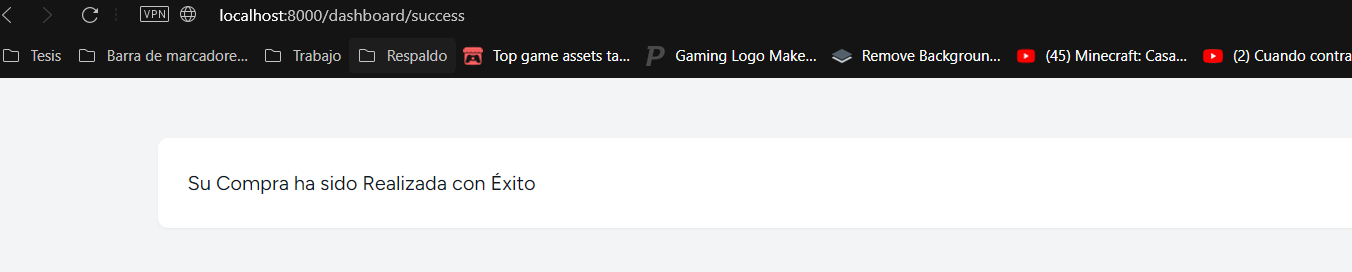 VPN localhost:8000/dashboard/success
Tesis Barra de marcadore... Trabajo Respaldo Top game assets ta... Gaming Logo Make... Remove Backgroun... (45) Minecraft: Casa... (2) Cuando contra
Su Compra ha sido Realizada con Éxito